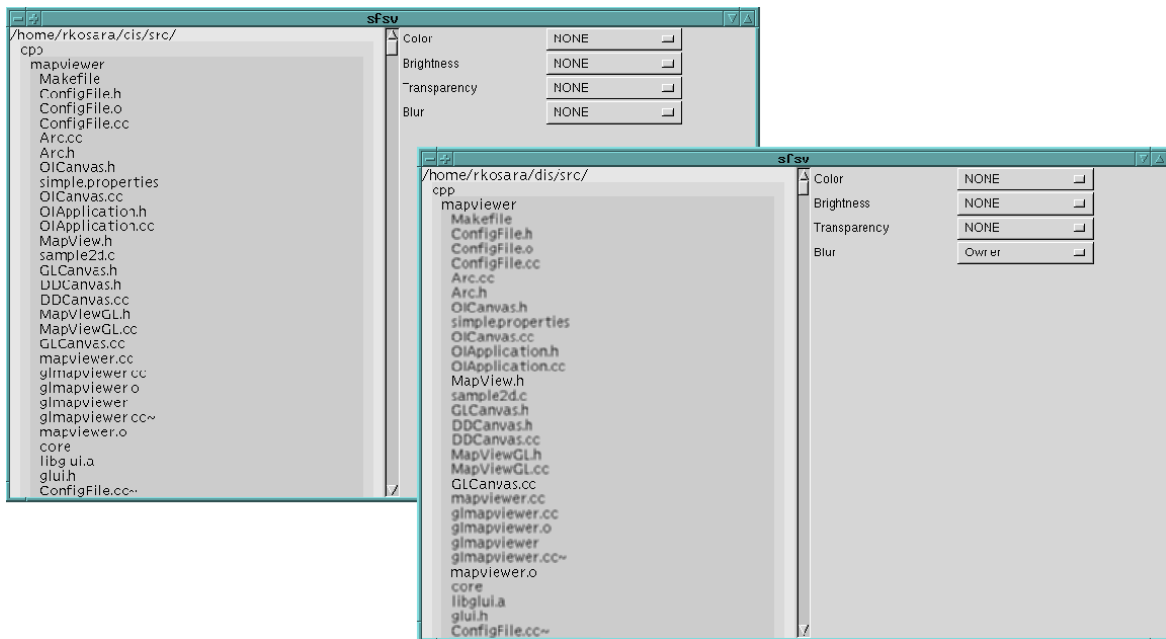 sfsv
/home/rkosara/cis/src/
cpp
mapviewer
Makefile
ConfigFile.h
ConfigFile.o
ConfigFile.cc
Arc.cc
Arc.h
OICanvas.h
simple.properties
OICanvas.cc
OIApplication.h
OIApplication.cc
MapView.h
sample2d.c
GLCanvas.h
DDCanvas.h
DDCanvas.cc
MapViewGL.h
MapViewGL.cc
GLCanvas.cc
mapviewer.cc
glmapviewer.cc
glmapviewer.o
glmapviewer
glmapviewer.cc~
mapviewer.o
core
libglui.a
glui.h
ConfigFile.cc~
Color NONE
Brightness NONE
Transparency NONE
Blur NONE
sfsv
/home/rkosara/dis/src/
cpp
mapviewer
Makefile
ConfigFile.h
ConfigFile.o
ConfigFile.cc
Arc.cc
Arc.h
OICanvas.h
simple.properties
OICanvas.cc
OIApplication.h
OIApplication.cc
MapView.h
sample2d.c
GLCanvas.h
DDCanvas.h
DDCanvas.cc
MapViewGL.h
MapViewGL.cc
GLCanvas.cc
mapviewer.cc
glmapviewer.cc
glmapviewer.o
glmapviewer
glmapviewer.cc~
mapviewer.o
core
libglui.a
glui.h
ConfigFile.cc~
Color NONE
Brightness NONE
Transparency NONE
Blur Owner